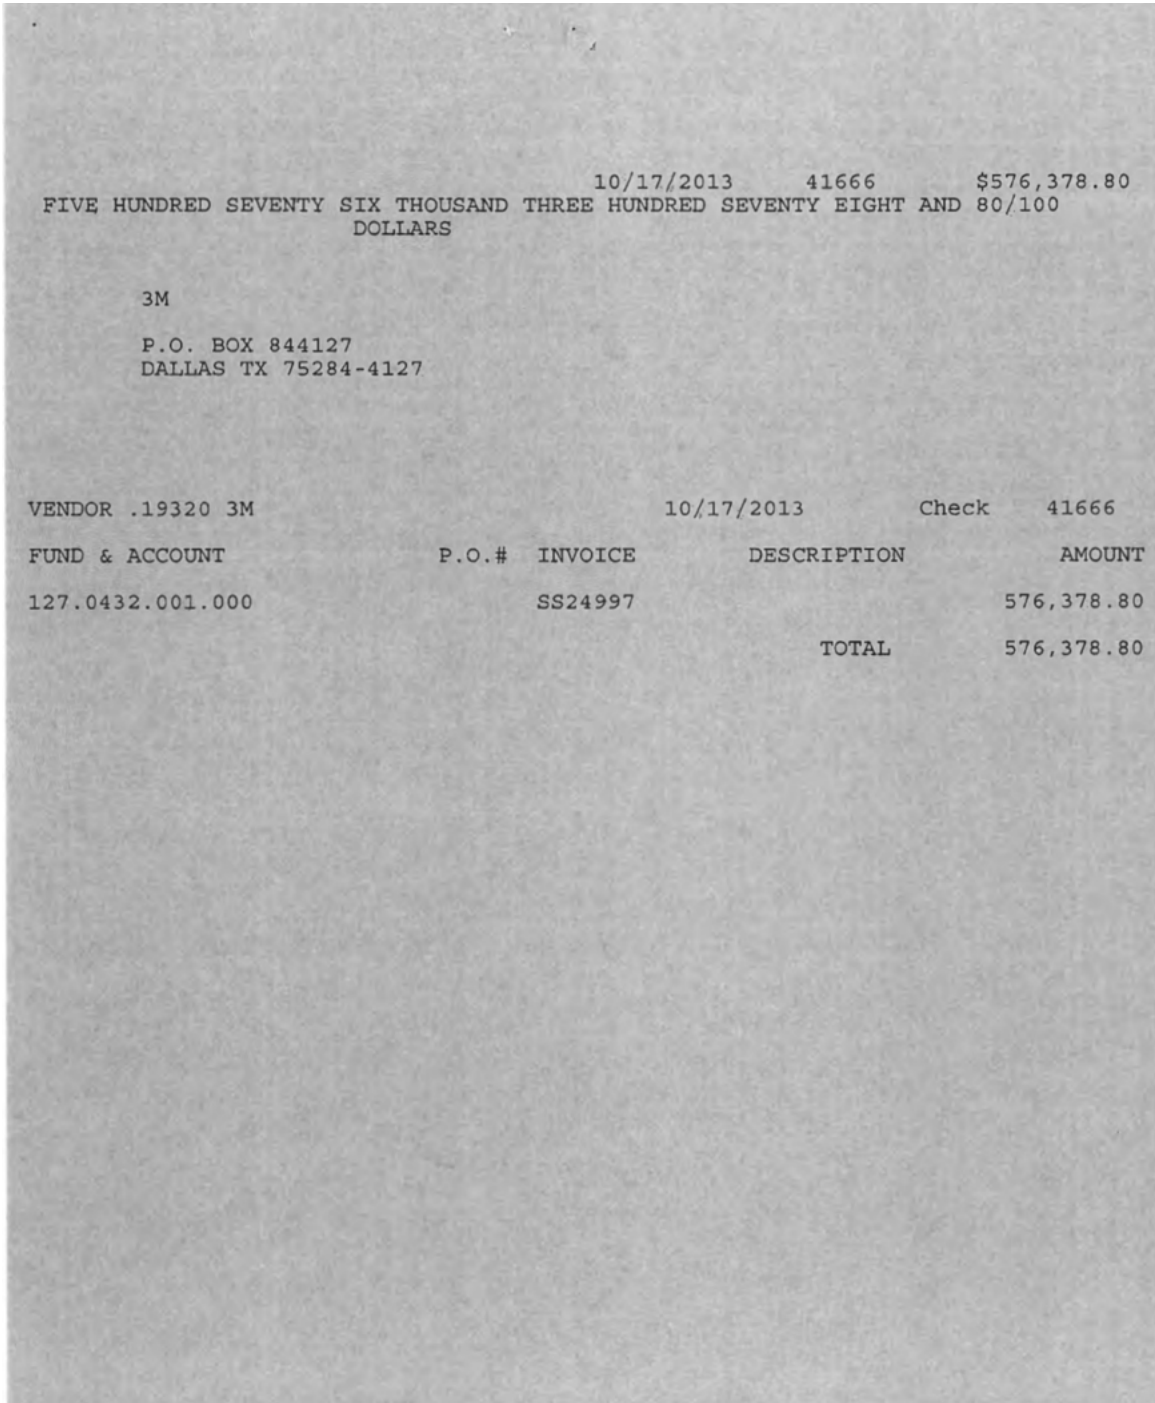 10/17/2013 41666 $576,378.80
FIVE HUNDRED SEVENTY SIX THOUSAND THREE HUNDRED SEVENTY EIGHT AND 80/100
DOLLARS
3M
P.O. BOX 844127
DALLAS TX 75284-4127
VENDOR .19320 3M 10/17/2013 Check 41666
FUND & ACCOUNT P.O.# INVOICE DESCRIPTION AMOUNT
127.0432.001.000 SS24997 576,378.80
TOTAL 576,378.80